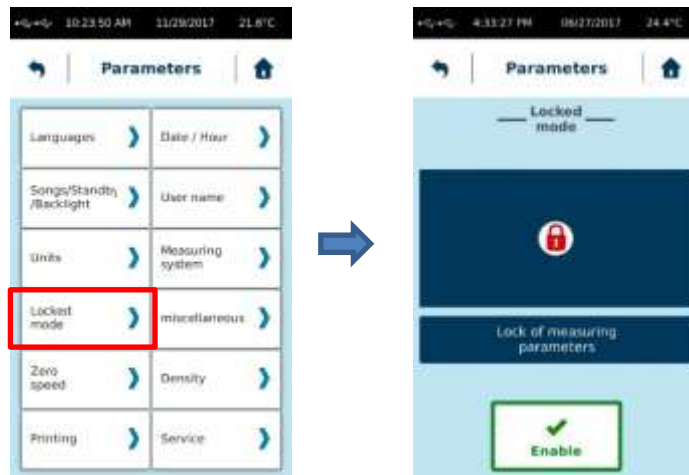 10:23:50 AM 11/29/2017 21.6°C
Parameters
Languages
Date / Hour
Songs/Standby
/Backlight
User name
Units
Measuring
system
Locked
mode
miscellaneous
Zero
speed
Density
Printing
Service
4:33:27 PM 06/27/2017 24.4°C
Parameters
Locked
mode
Lock of measuring
parameters
Enable